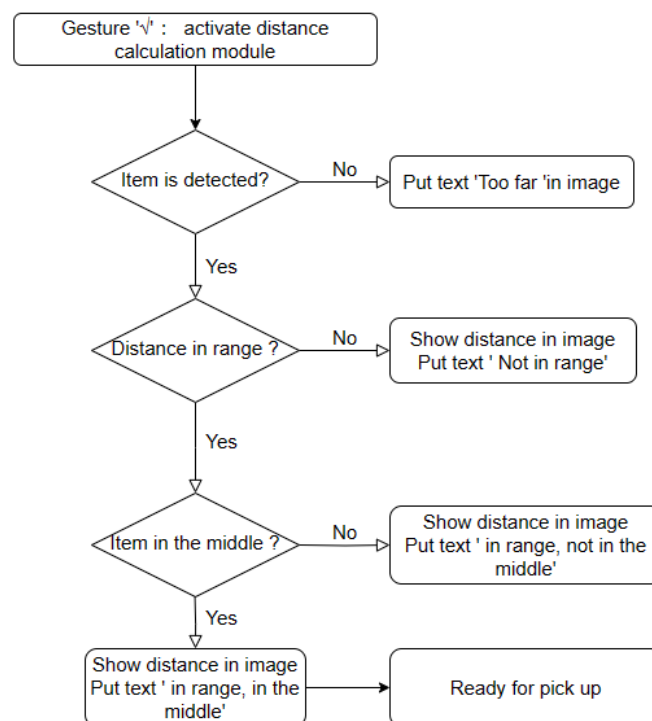 Gesture '√' :  activate distance
calculation module
Item is detected?
No
Put text 'Too far 'in image
Yes
Distance in range ?
No
Show distance in image
Put text ' Not in range'
Yes
Item in the middle ?
No
Show distance in image
Put text ' in range, not in the
middle'
Yes
Show distance in image
Put text ' in range, in the
middle'
Ready for pick up